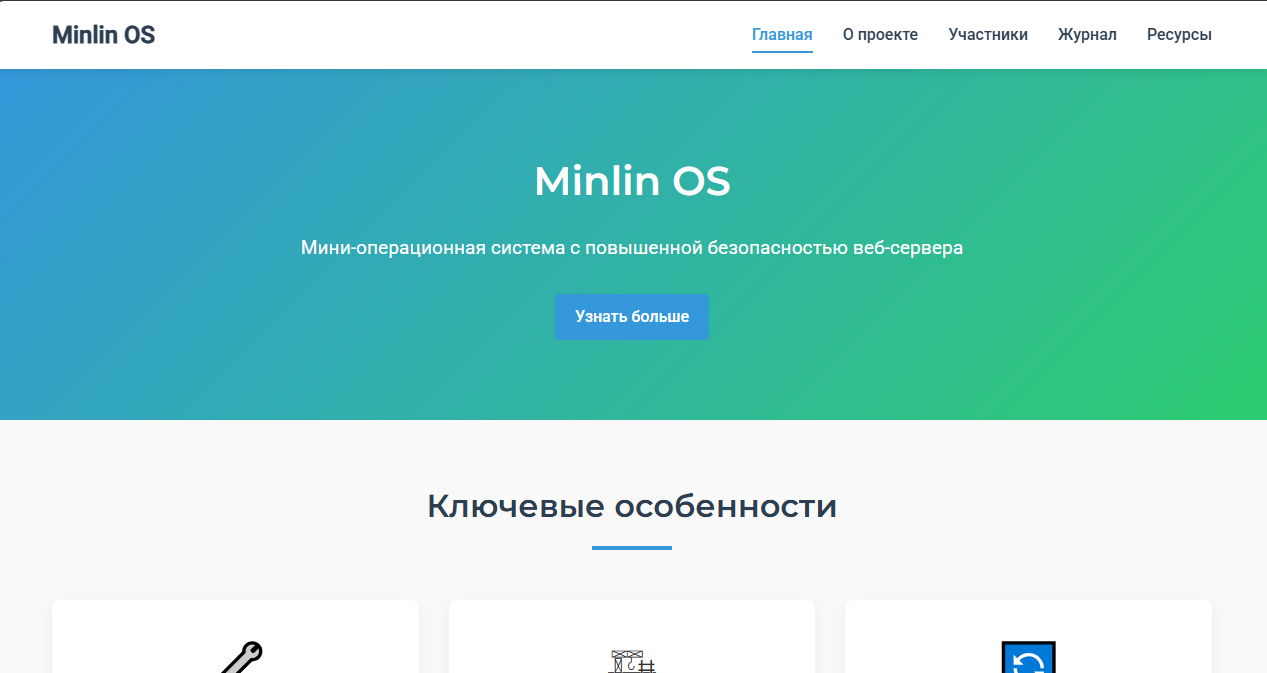 Minlin OS
Главная О проекте Участники Журнал Ресурсы
Minlin OS
Мини-операционная система с повышенной безопасностью веб-сервера
Узнать больше
Ключевые особенности